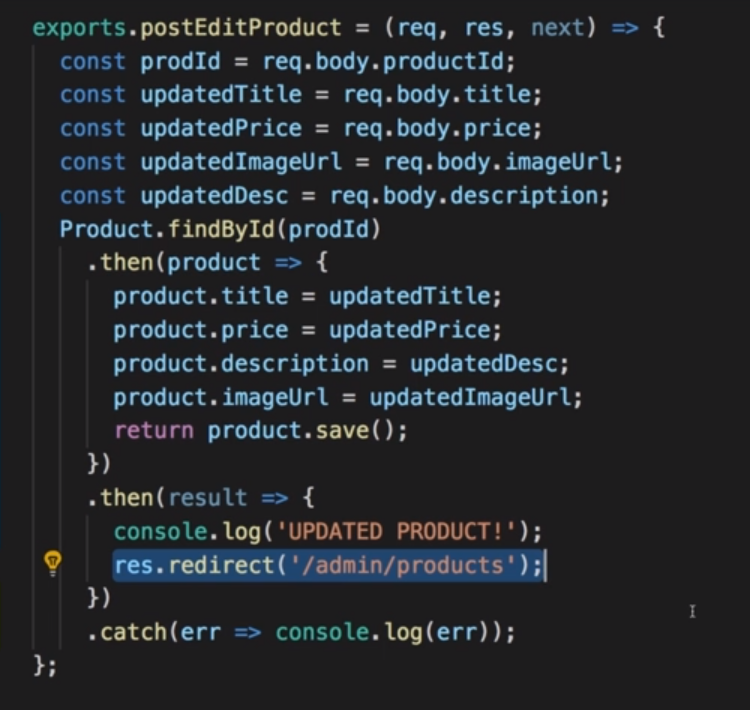 exports.postEditProduct = (req, res, next) => {
  const prodId = req.body.productId;
  const updatedTitle = req.body.title;
  const updatedPrice = req.body.price;
  const updatedImageUrl = req.body.imageUrl;
  const updatedDesc = req.body.description;
  Product.findById(prodId)
    .then(product => {
      product.title = updatedTitle;
      product.price = updatedPrice;
      product.description = updatedDesc;
      product.imageUrl = updatedImageUrl;
      return product.save();
    })
    .then(result => {
      console.log('UPDATED PRODUCT!');
      res.redirect('/admin/products');
    })
    .catch(err => console.log(err));
};